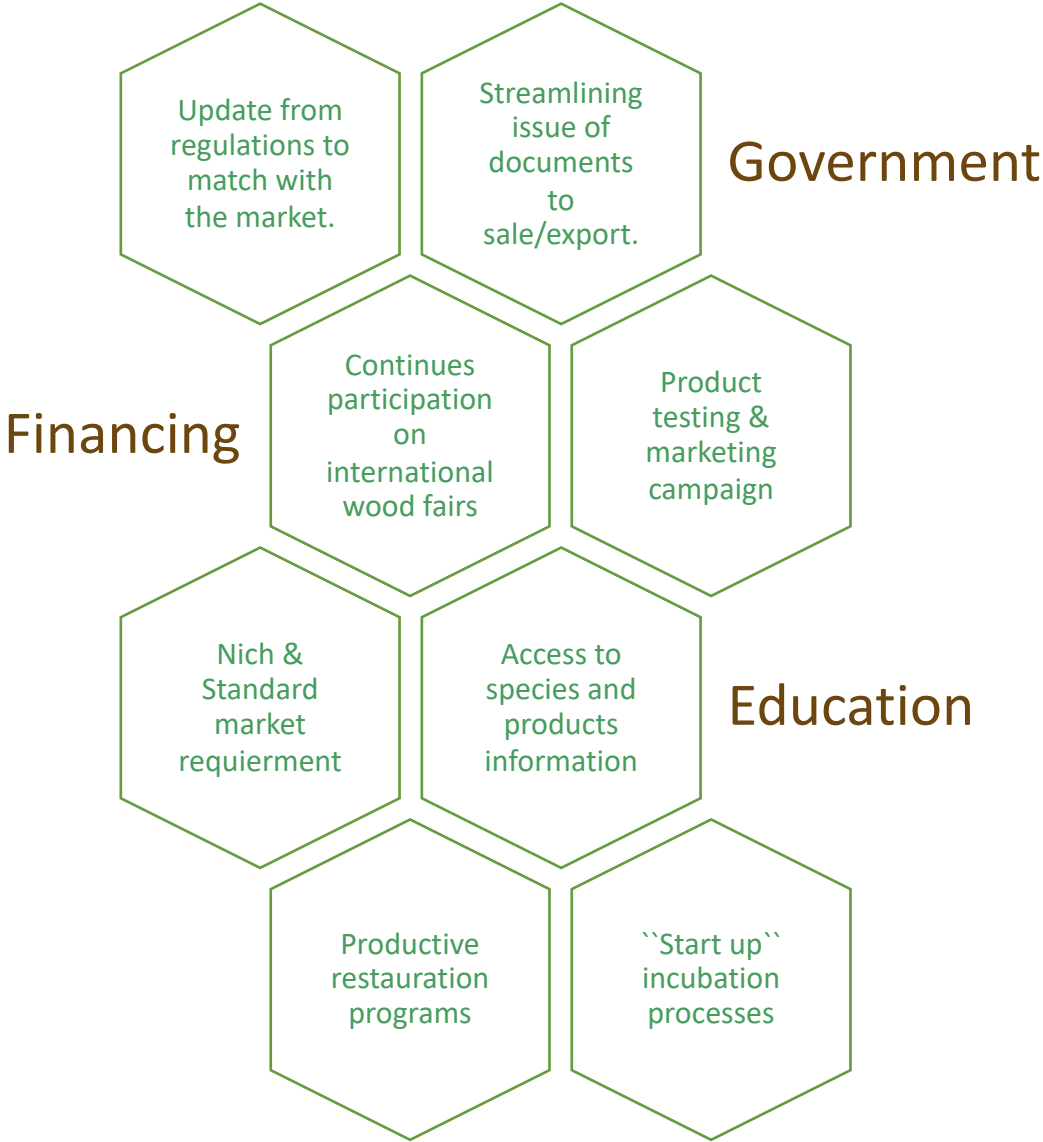 Update from
regulations to
match with
the market.
Streamlining
issue of
documents
to
sale/export.
Government
Financing
Continues
participation
on
international
wood fairs
Product
testing &
marketing
campaign
Nich &
Standard
market
requierment
Access to
species and
products
information
Education
Productive
restauration
programs
``Start up``
incubation
processes